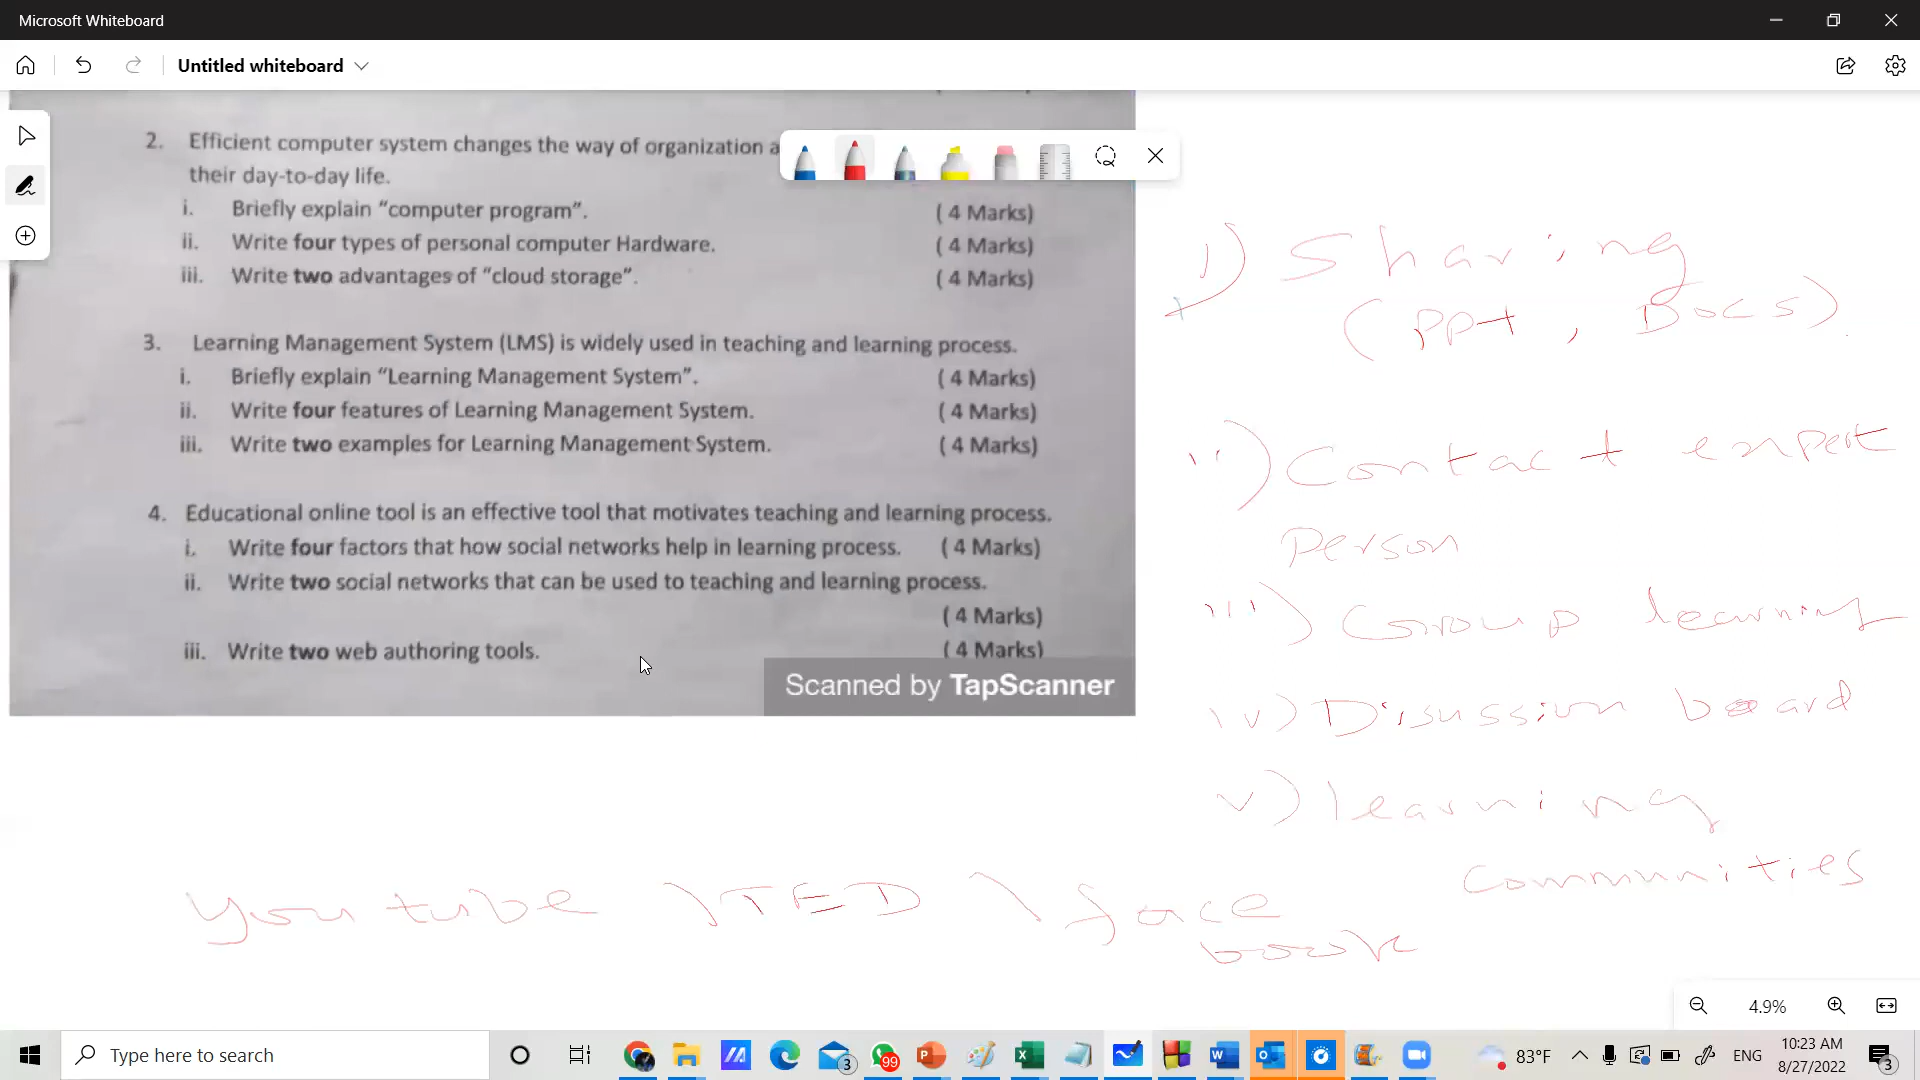 Microsoft Whiteboard
Untitled whiteboard
2. Efficient computer system changes the way of organization a
their day-to-day life.
i. Briefly explain "computer program". ( 4 Marks)
ii. Write four types of personal computer Hardware. ( 4 Marks)
iii. Write two advantages of "cloud storage". ( 4 Marks)
3. Learning Management System (LMS) is widely used in teaching and learning process.
i. Briefly explain "Learning Management System". ( 4 Marks)
ii. Write four features of Learning Management System. ( 4 Marks)
iii. Write two examples for Learning Management System. ( 4 Marks)
4. Educational online tool is an effective tool that motivates teaching and learning process.
i. Write four factors that how social networks help in learning process. ( 4 Marks)
ii. Write two social networks that can be used to teaching and learning process.
( 4 Marks)
iii. Write two web authoring tools. ( 4 Marks)
Scanned by TapScanner
i) Sharing
(PPt, Docs)
ii) Contact expert
person
iii) Group learning
iv) Disussion board
v) learning
communities
You tube \ TED \ face
book
4.9%
Type here to search
3
99
83°F
ENG
10:23 AM
8/27/2022
3